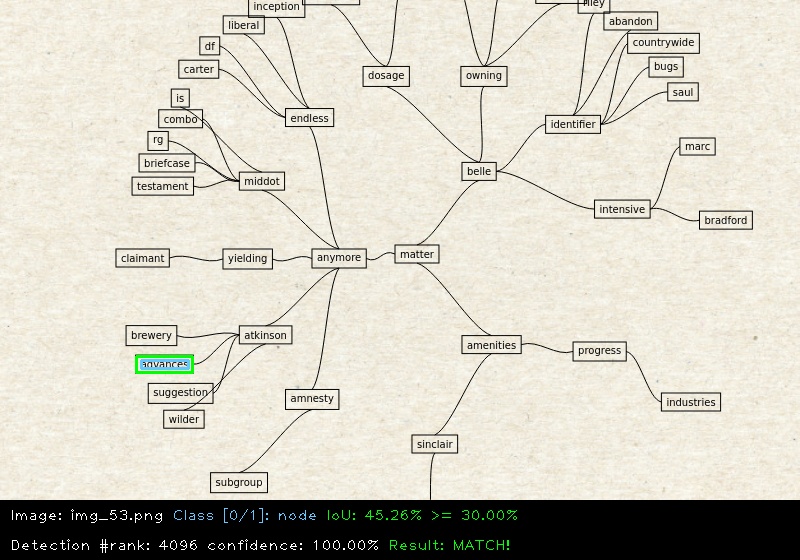 inception
riley
liberal
abandon
countrywide
df
carter
dosage
owning
bugs
saul
is
combo
endless
identifier
rg
marc
briefcase
testament
middot
belle
intensive
bradford
claimant
yielding
anymore
matter
brewery
atkinson
amenities
progress
advances
suggestion
amnesty
industries
wilder
sinclair
subgroup
Image: img_53.png Class [0/1]: node IoU: 45.26% >= 30.00%
Detection #rank: 4096 confidence: 100.00% Result: MATCH!